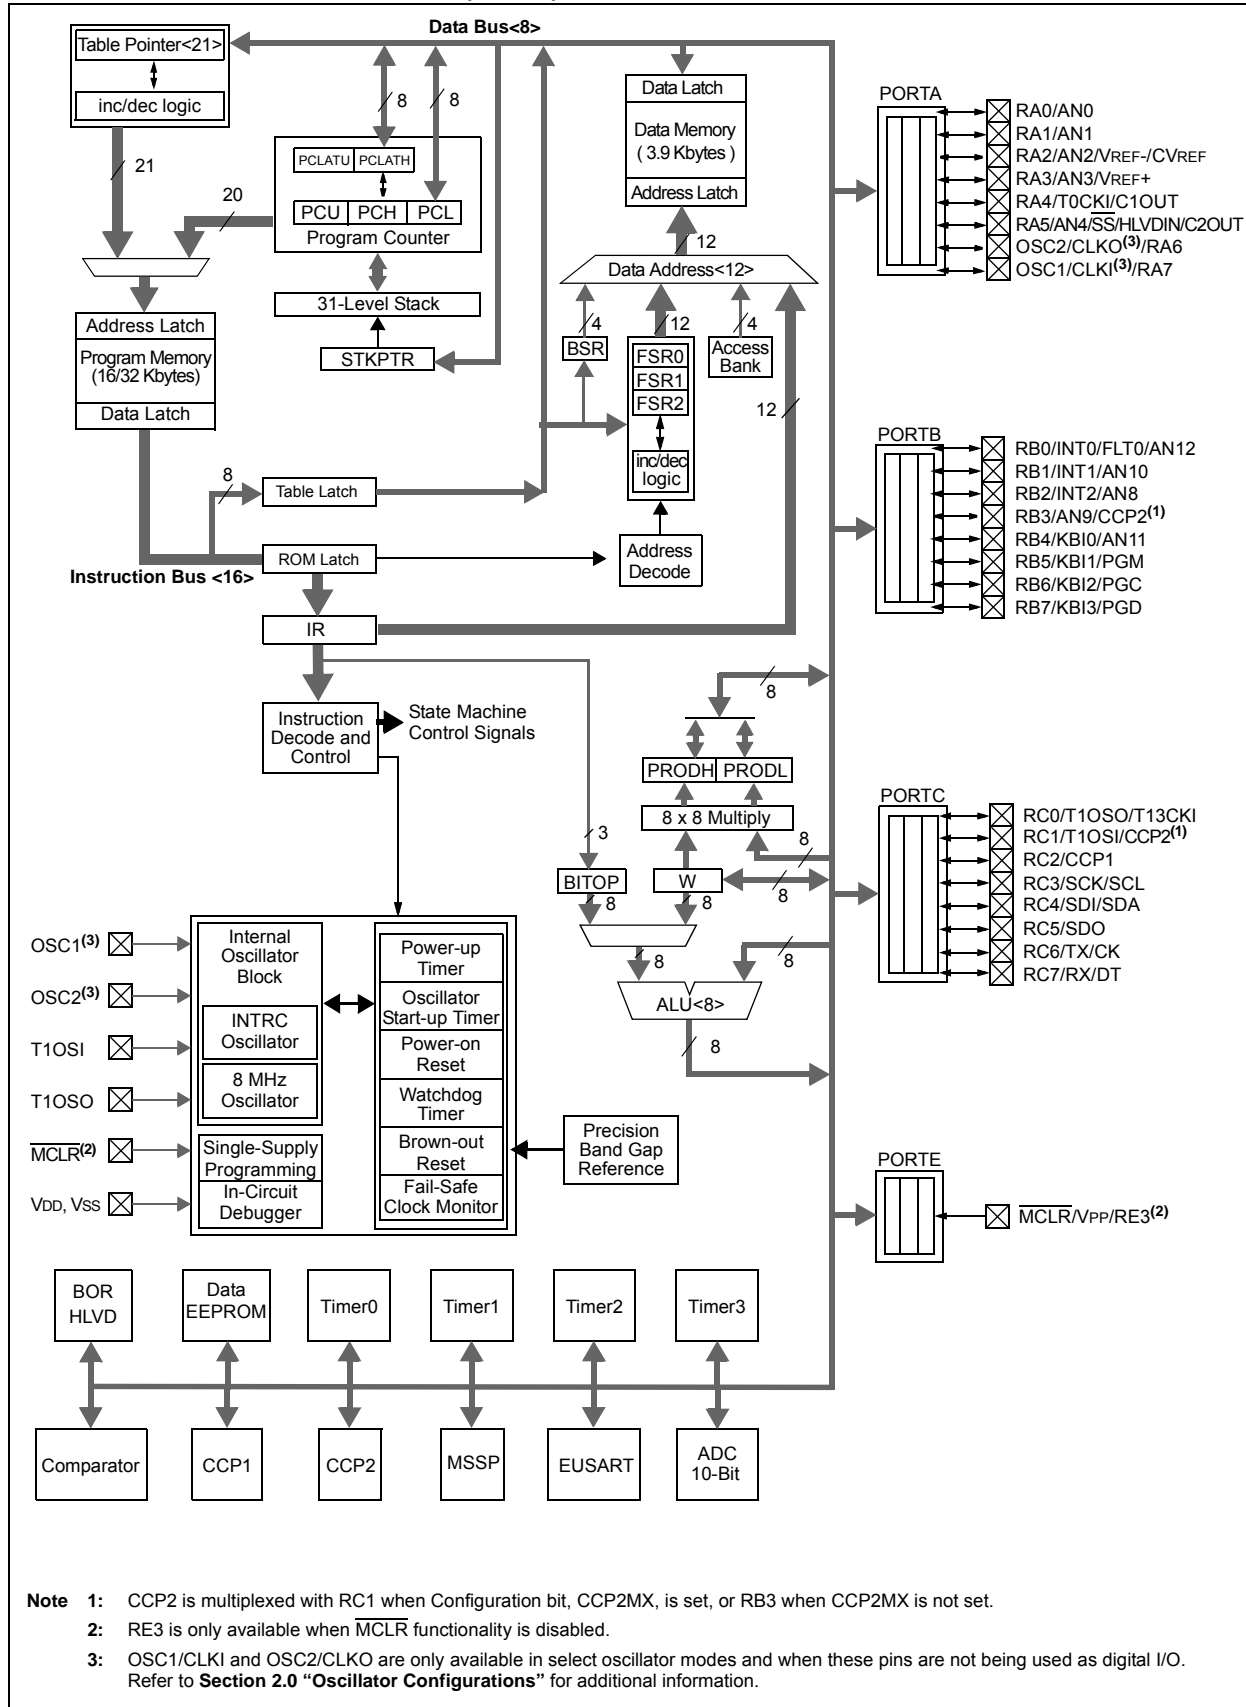 Data Bus<8>
Table Pointer<21>
inc/dec logic
21
20
8
8
PCLATU PCLATH
PCU PCH PCL
Program Counter
31-Level Stack
STKPTR
Address Latch
Program Memory
(16/32 Kbytes)
Data Latch
8
Table Latch
ROM Latch
Instruction Bus <16>
IR
Data Latch
Data Memory
( 3.9 Kbytes )
Address Latch
12
Data Address<12>
4
12
4
BSR
FSR0
FSR1
FSR2
inc/dec
logic
Access
Bank
12
Address
Decode
Instruction
Decode and
Control
State Machine
Control Signals
8
PRODH PRODL
8 x 8 Multiply
3
8
BITOP
W
8
8
8
8
8
ALU<8>
8
OSC1(3)
OSC2(3)
T1OSI
T1OSO
MCLR(2)
VDD, VSS
Internal
Oscillator
Block
INTRC
Oscillator
8 MHz
Oscillator
Single-Supply
Programming
In-Circuit
Debugger
Power-up
Timer
Oscillator
Start-up Timer
Power-on
Reset
Watchdog
Timer
Brown-out
Reset
Fail-Safe
Clock Monitor
Precision
Band Gap
Reference
PORTA
RA0/AN0
RA1/AN1
RA2/AN2/VREF-/CVREF
RA3/AN3/VREF+
RA4/T0CKI/C1OUT
RA5/AN4/SS/HLVDIN/C2OUT
OSC2/CLKO(3)/RA6
OSC1/CLKI(3)/RA7
PORTB
RB0/INT0/FLT0/AN12
RB1/INT1/AN10
RB2/INT2/AN8
RB3/AN9/CCP2(1)
RB4/KBI0/AN11
RB5/KBI1/PGM
RB6/KBI2/PGC
RB7/KBI3/PGD
PORTC
RC0/T1OSO/T13CKI
RC1/T1OSI/CCP2(1)
RC2/CCP1
RC3/SCK/SCL
RC4/SDI/SDA
RC5/SDO
RC6/TX/CK
RC7/RX/DT
PORTE
MCLR/VPP/RE3(2)
BOR
HLVD
Data
EEPROM
Timer0
Timer1
Timer2
Timer3
Comparator
CCP1
CCP2
MSSP
EUSART
ADC
10-Bit
Note 1: CCP2 is multiplexed with RC1 when Configuration bit, CCP2MX, is set, or RB3 when CCP2MX is not set.
2: RE3 is only available when MCLR functionality is disabled.
3: OSC1/CLKI and OSC2/CLKO are only available in select oscillator modes and when these pins are not being used as digital I/O.
Refer to Section 2.0 “Oscillator Configurations” for additional information.